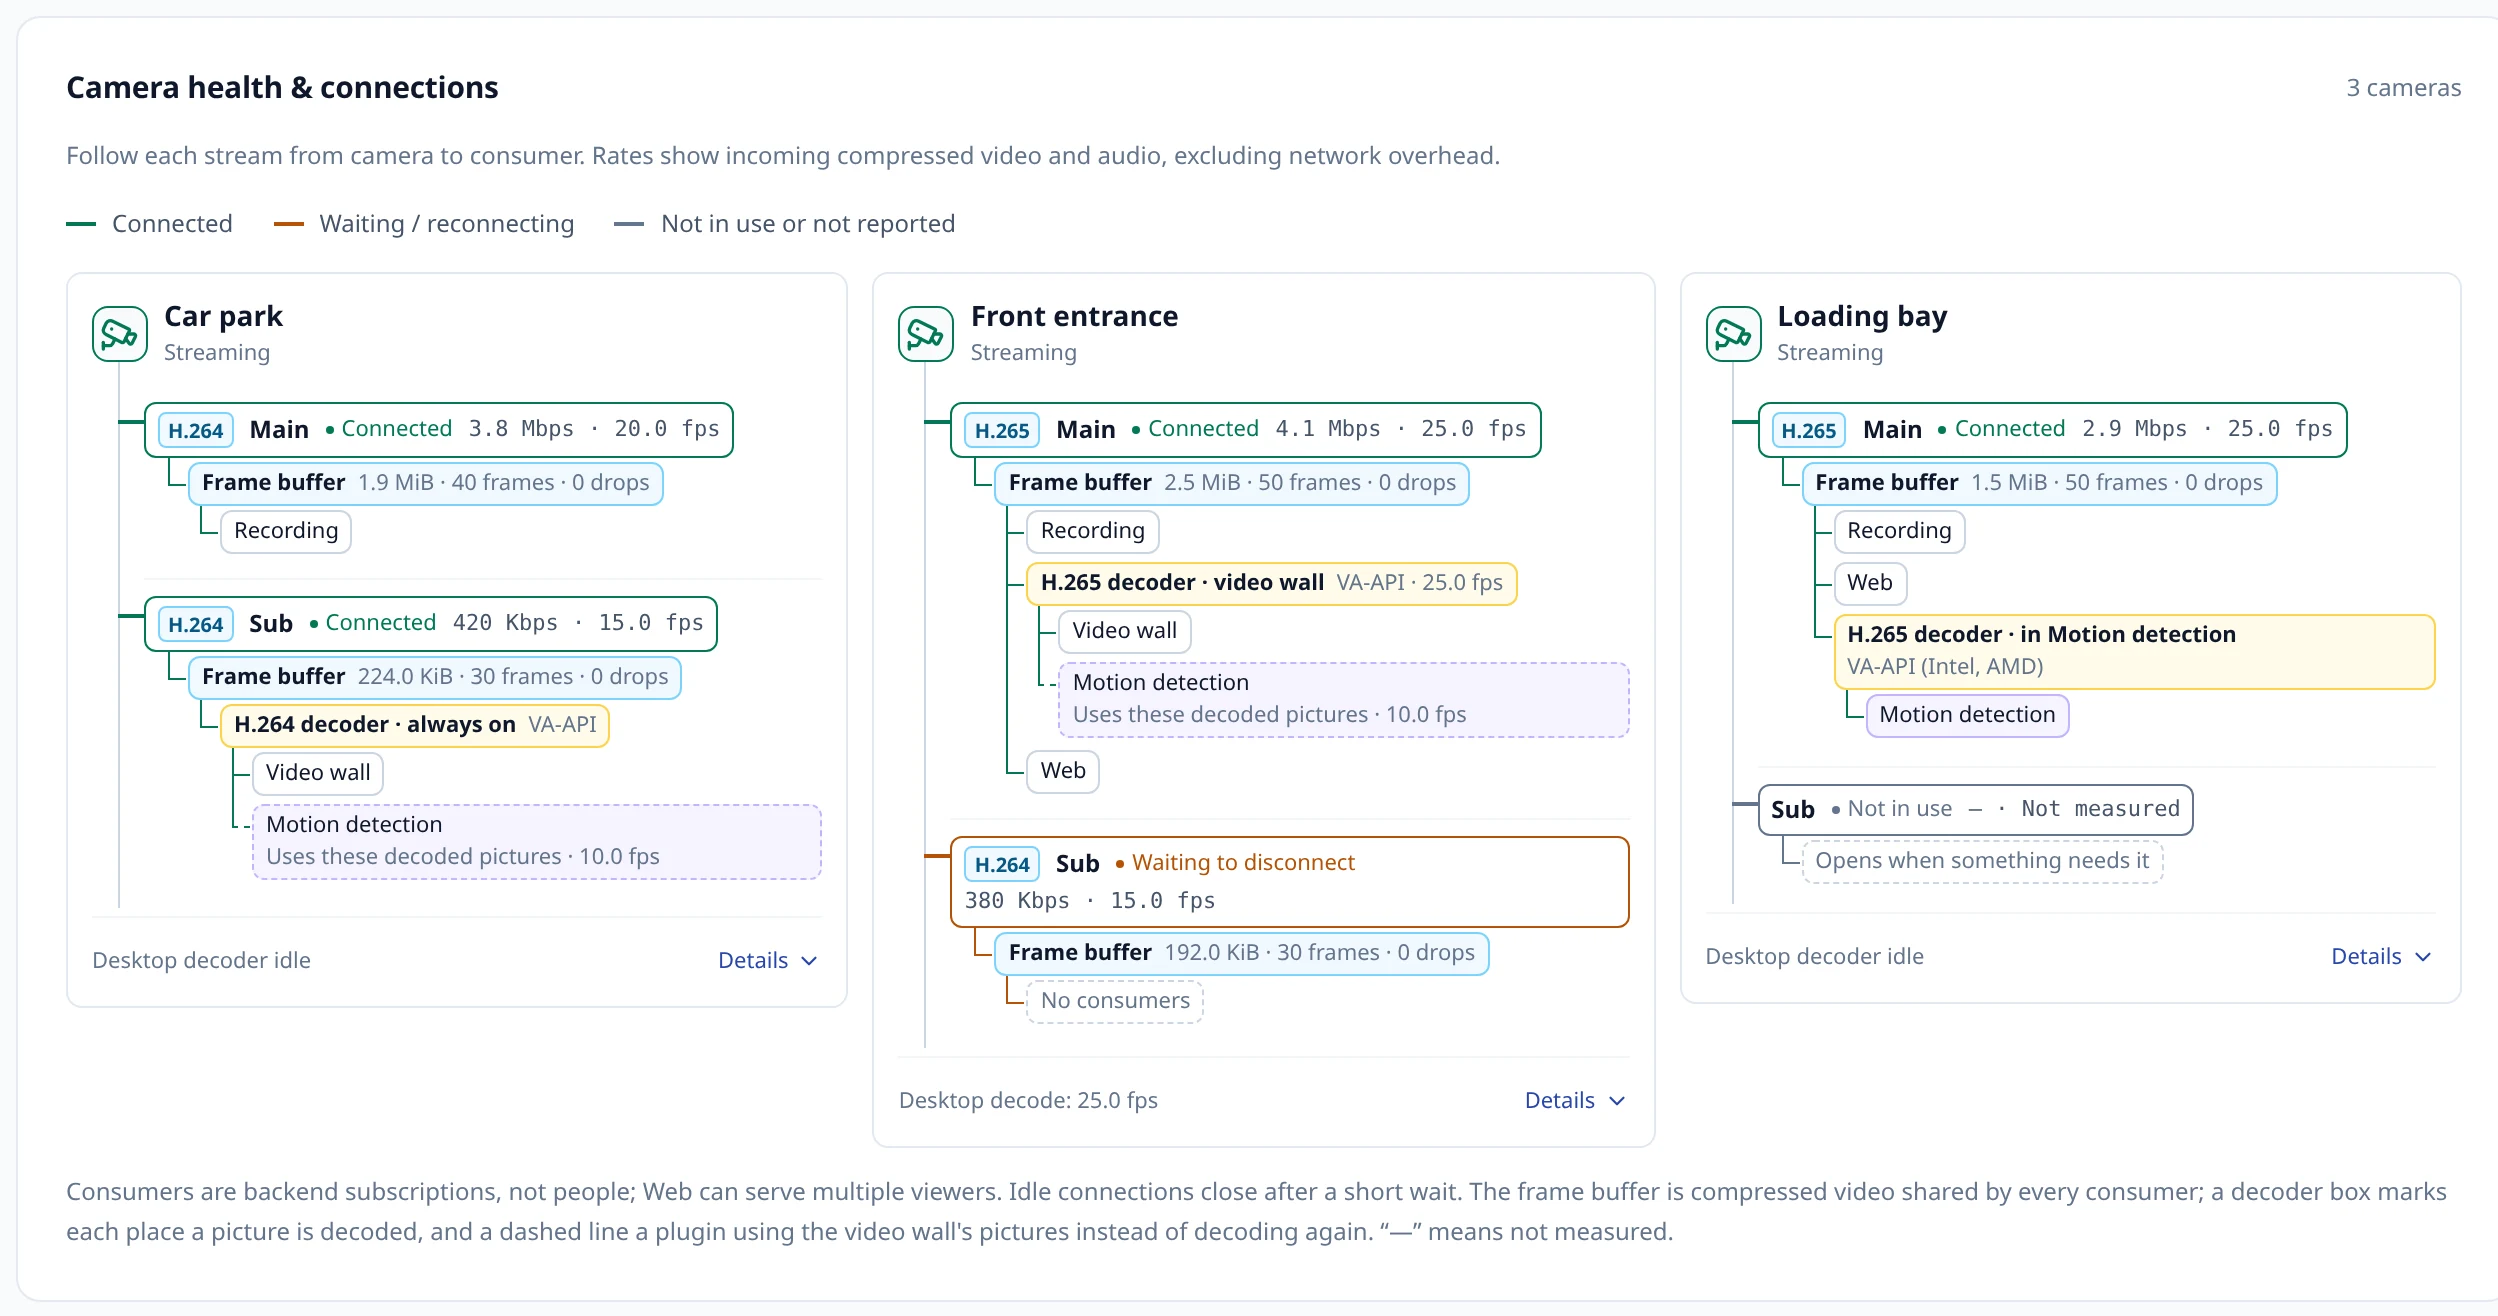 Camera health & connections
3 cameras
Follow each stream from camera to consumer. Rates show incoming compressed video and audio, excluding network overhead.
Connected
Waiting / reconnecting
Not in use or not reported
Car park
Streaming
H.264 Main • Connected 3.8 Mbps · 20.0 fps
Frame buffer 1.9 MiB · 40 frames · 0 drops
Recording
H.264 Sub • Connected 420 Kbps · 15.0 fps
Frame buffer 224.0 KiB · 30 frames · 0 drops
H.264 decoder · always on VA-API
Video wall
Motion detection
Uses these decoded pictures · 10.0 fps
Desktop decoder idle
Details
Front entrance
Streaming
H.265 Main • Connected 4.1 Mbps · 25.0 fps
Frame buffer 2.5 MiB · 50 frames · 0 drops
Recording
H.265 decoder · video wall VA-API · 25.0 fps
Video wall
Motion detection
Uses these decoded pictures · 10.0 fps
Web
H.264 Sub • Waiting to disconnect
380 Kbps · 15.0 fps
Frame buffer 192.0 KiB · 30 frames · 0 drops
No consumers
Desktop decode: 25.0 fps
Details
Loading bay
Streaming
H.265 Main • Connected 2.9 Mbps · 25.0 fps
Frame buffer 1.5 MiB · 50 frames · 0 drops
Recording
Web
H.265 decoder · in Motion detection
VA-API (Intel, AMD)
Motion detection
Sub • Not in use — · Not measured
Opens when something needs it
Desktop decoder idle
Details
Consumers are backend subscriptions, not people; Web can serve multiple viewers. Idle connections close after a short wait. The frame buffer is compressed video shared by every consumer; a decoder box marks
each place a picture is decoded, and a dashed line a plugin using the video wall's pictures instead of decoding again. “—” means not measured.